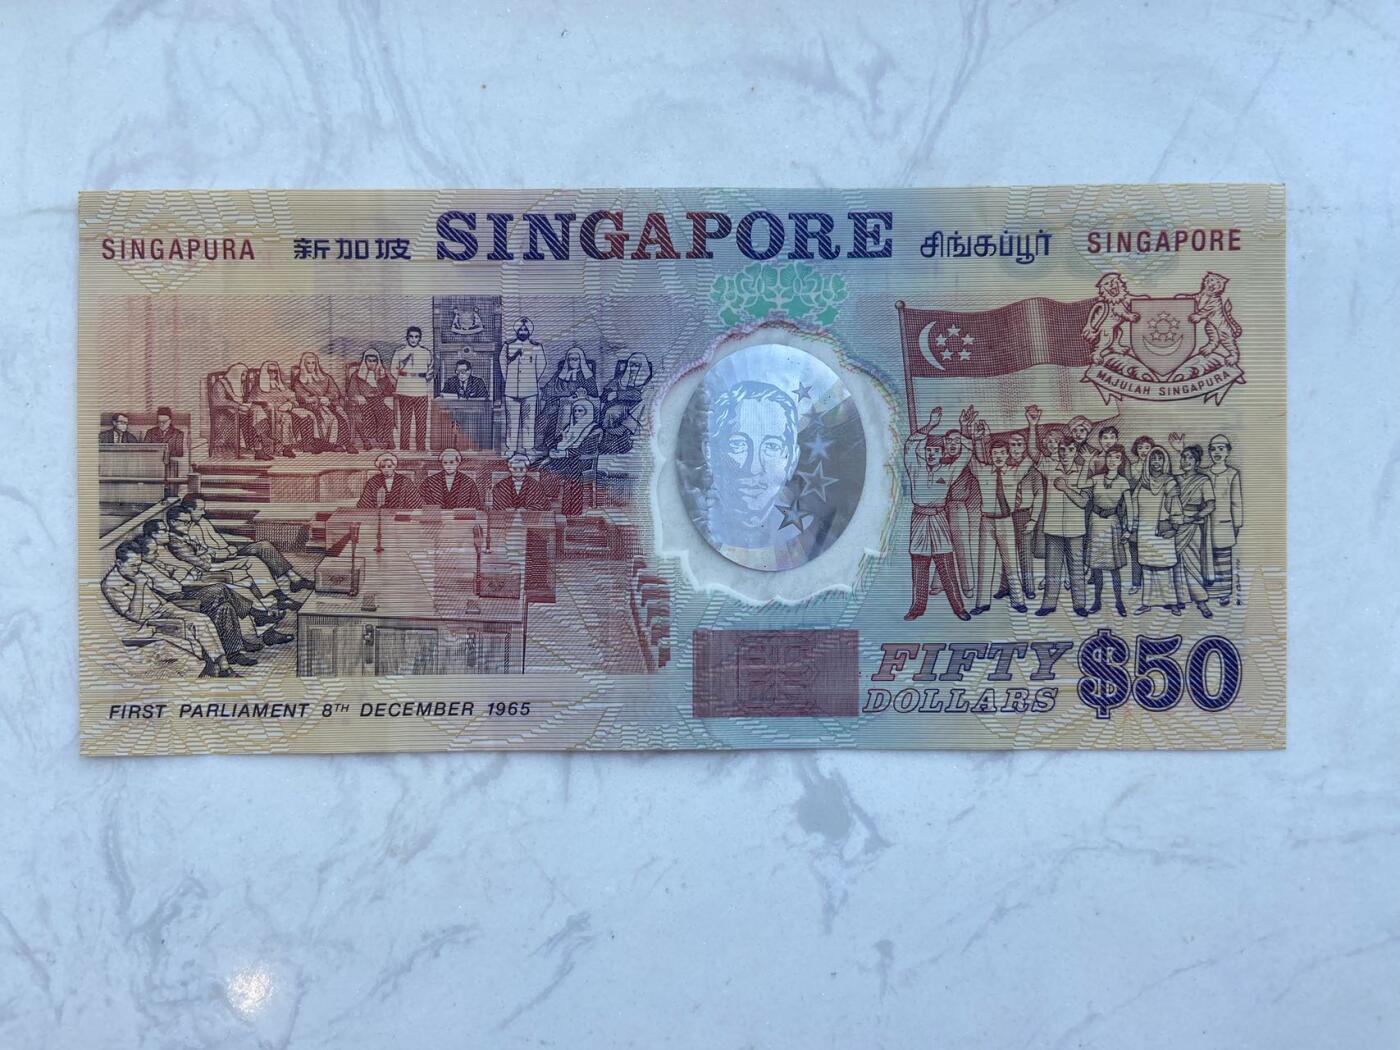 SINGAPURA 新加坡 SINGAPORE சிங்கப்பூர் SINGAPORE
MAJULAH SINGAPURA
FIRST PARLIAMENT 8TH DECEMBER 1965
FIFTY
DOLLARS
$50